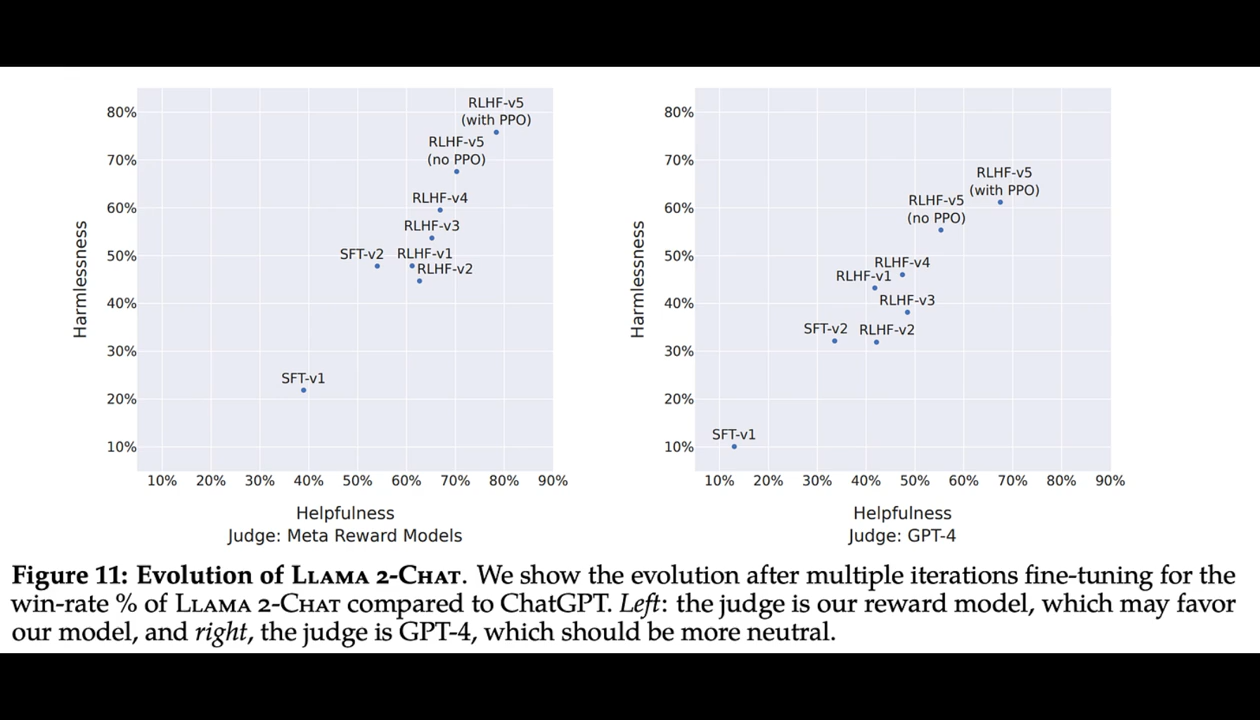 80%
70%
60%
50%
40%
30%
20%
10%
Harmlessness
RLHF-v5
(with PPO)
RLHF-v5
(no PPO)
RLHF-v4
RLHF-v3
SFT-v2
RLHF-v1
RLHF-v2
SFT-v1
10% 20% 30% 40% 50% 60% 70% 80% 90%
Helpfulness
Judge: Meta Reward Models
80%
70%
60%
50%
40%
30%
20%
10%
Harmlessness
RLHF-v5
(with PPO)
RLHF-v5
(no PPO)
RLHF-v4
RLHF-v1
RLHF-v3
SFT-v2
RLHF-v2
SFT-v1
10% 20% 30% 40% 50% 60% 70% 80% 90%
Helpfulness
Judge: GPT-4
Figure 11: Evolution of LLAMA 2-CHAT. We show the evolution after multiple iterations fine-tuning for the
win-rate % of LLAMA 2-CHAT compared to ChatGPT. Left: the judge is our reward model, which may favor
our model, and right, the judge is GPT-4, which should be more neutral.